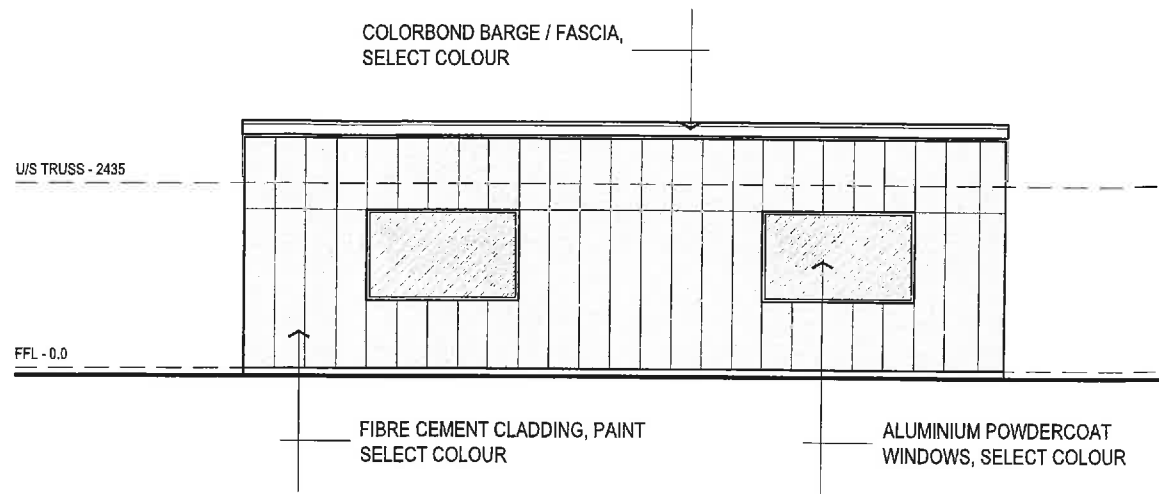 COLORBOND BARGE / FASCIA,
SELECT COLOUR
U/S TRUSS - 2435
FFL - 0.0
FIBRE CEMENT CLADDING, PAINT
SELECT COLOUR
ALUMINIUM POWDERCOAT
WINDOWS, SELECT COLOUR